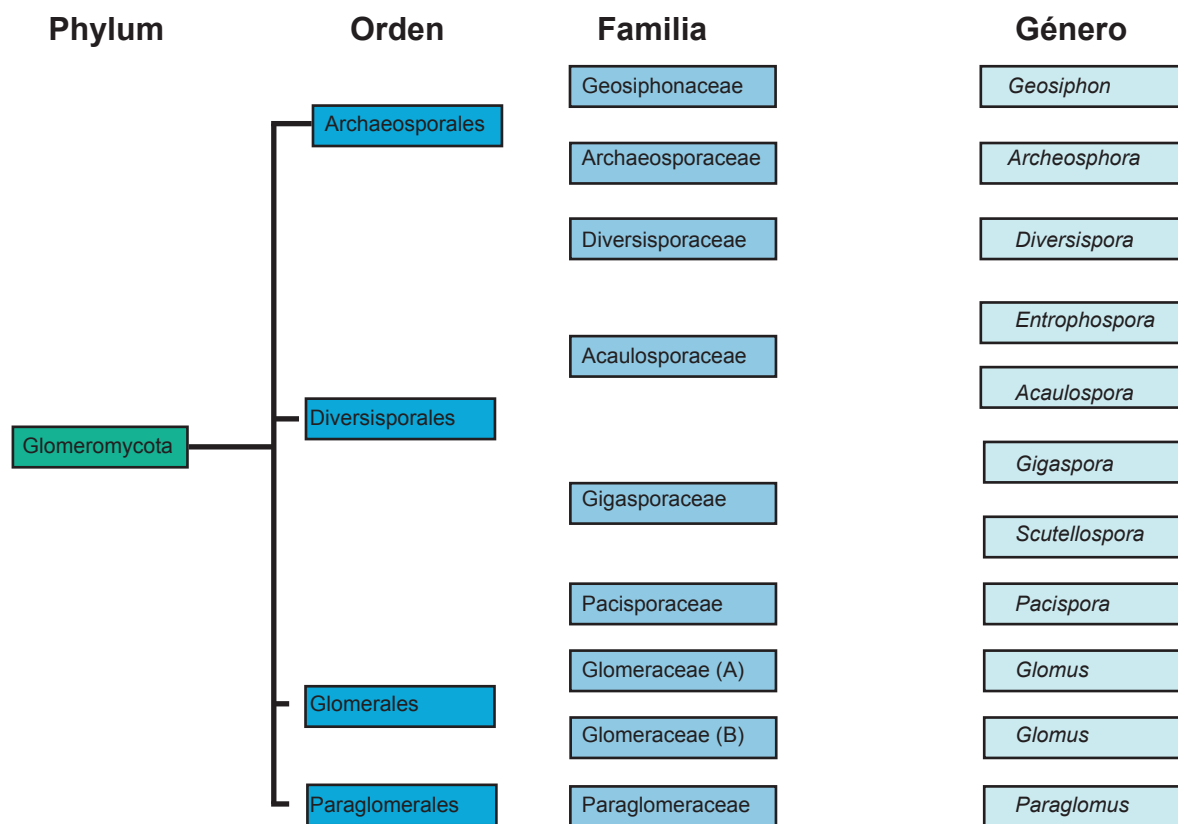 Phylum Orden Familia Género
Geosiphonaceae Geosiphon
Archaeosporales
Archaeosporaceae Archeosphora
Diversisporaceae Diversispora
Entrophospora
Acaulosporaceae
Acaulospora
Diversisporales
Glomeromycota
Gigaspora
Gigasporaceae
Scutellospora
Pacisporaceae Pacispora
Glomeraceae (A) Glomus
Glomerales
Glomeraceae (B) Glomus
Paraglomerales Paraglomeraceae Paraglomus